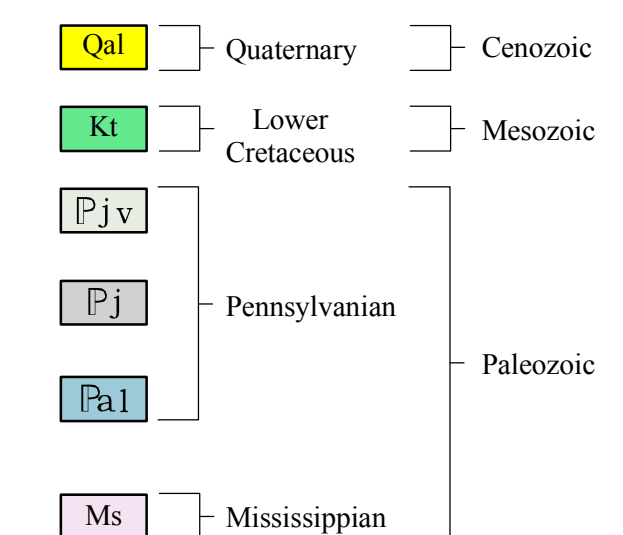 Qal Quaternary Cenozoic
Kt Lower Cretaceous Mesozoic
ℙjv
ℙj Pennsylvanian
Paleozoic
ℙal
Ms Mississippian